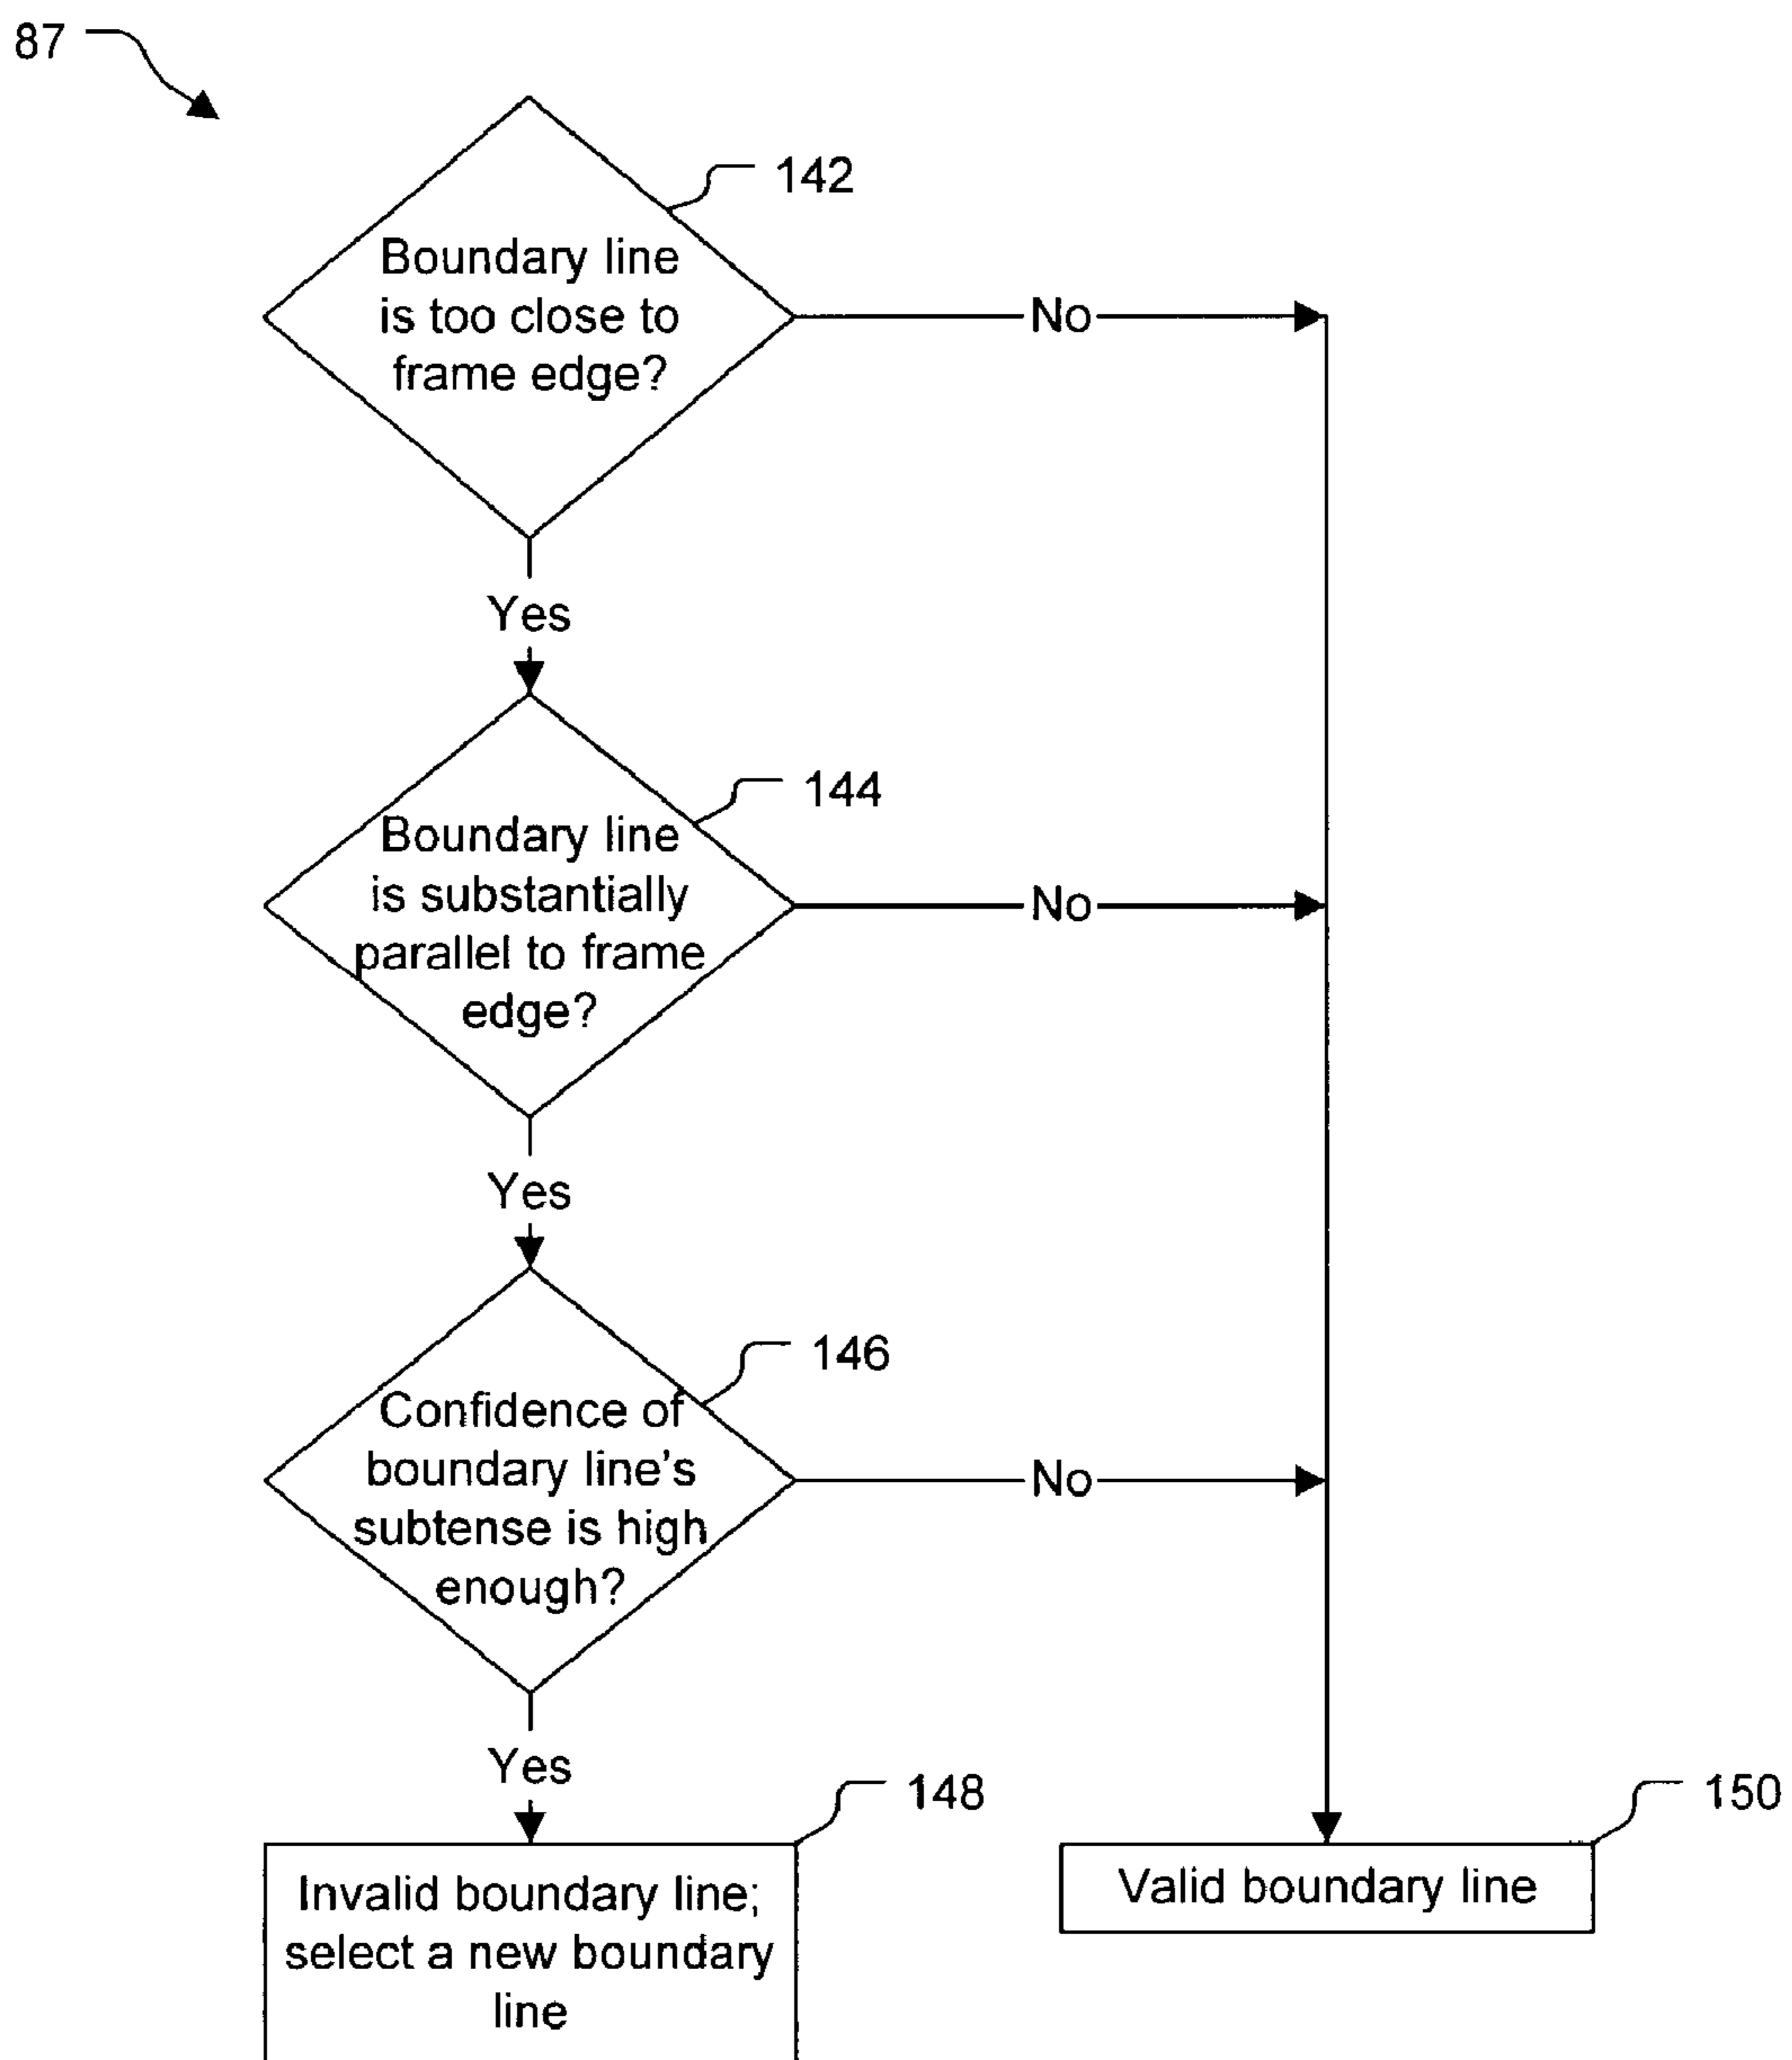 87
142
Boundary line
is too close to
frame edge?
No
Yes
144
Boundary line
is substantially
parallel to frame
edge?
No
Yes
146
Confidence of
boundary line's
subtense is high
enough?
No
Yes
148
Invalid boundary line;
select a new boundary
line
150
Valid boundary line